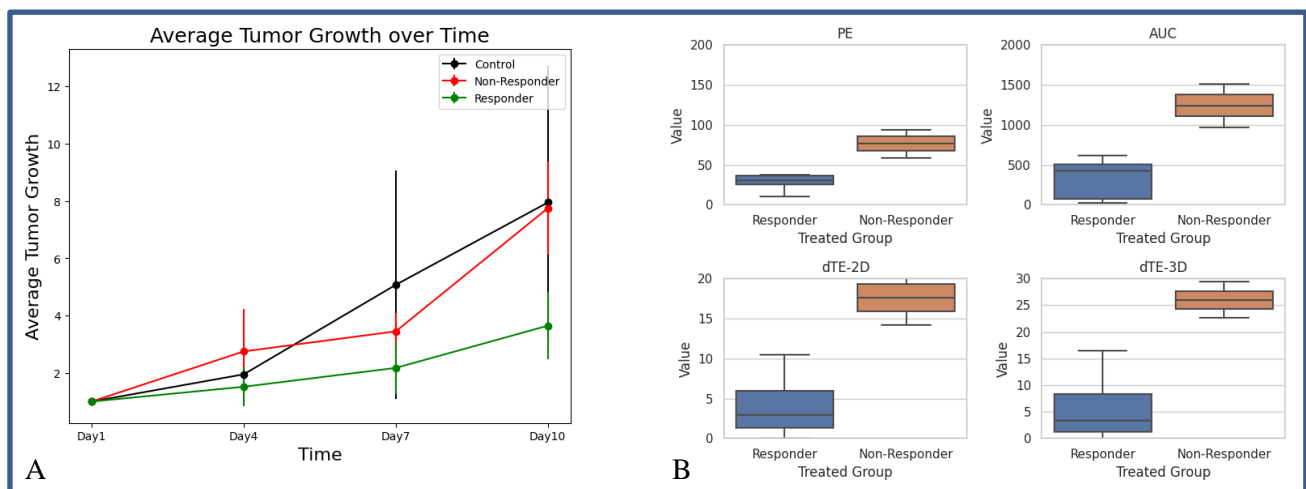 Average Tumor Growth over Time
Control
Non-Responder
Responder
12
10
8
6
4
2
Average Tumor Growth
Day1 Day4 Day7 Day10
Time
A
PE
200
150
100
50
0
Value
Responder Non-Responder
Treated Group
AUC
2000
1500
1000
500
0
Value
Responder Non-Responder
Treated Group
dTE-2D
20
15
10
5
0
Value
Responder Non-Responder
Treated Group
dTE-3D
30
25
20
15
10
5
0
Value
Responder Non-Responder
Treated Group
B